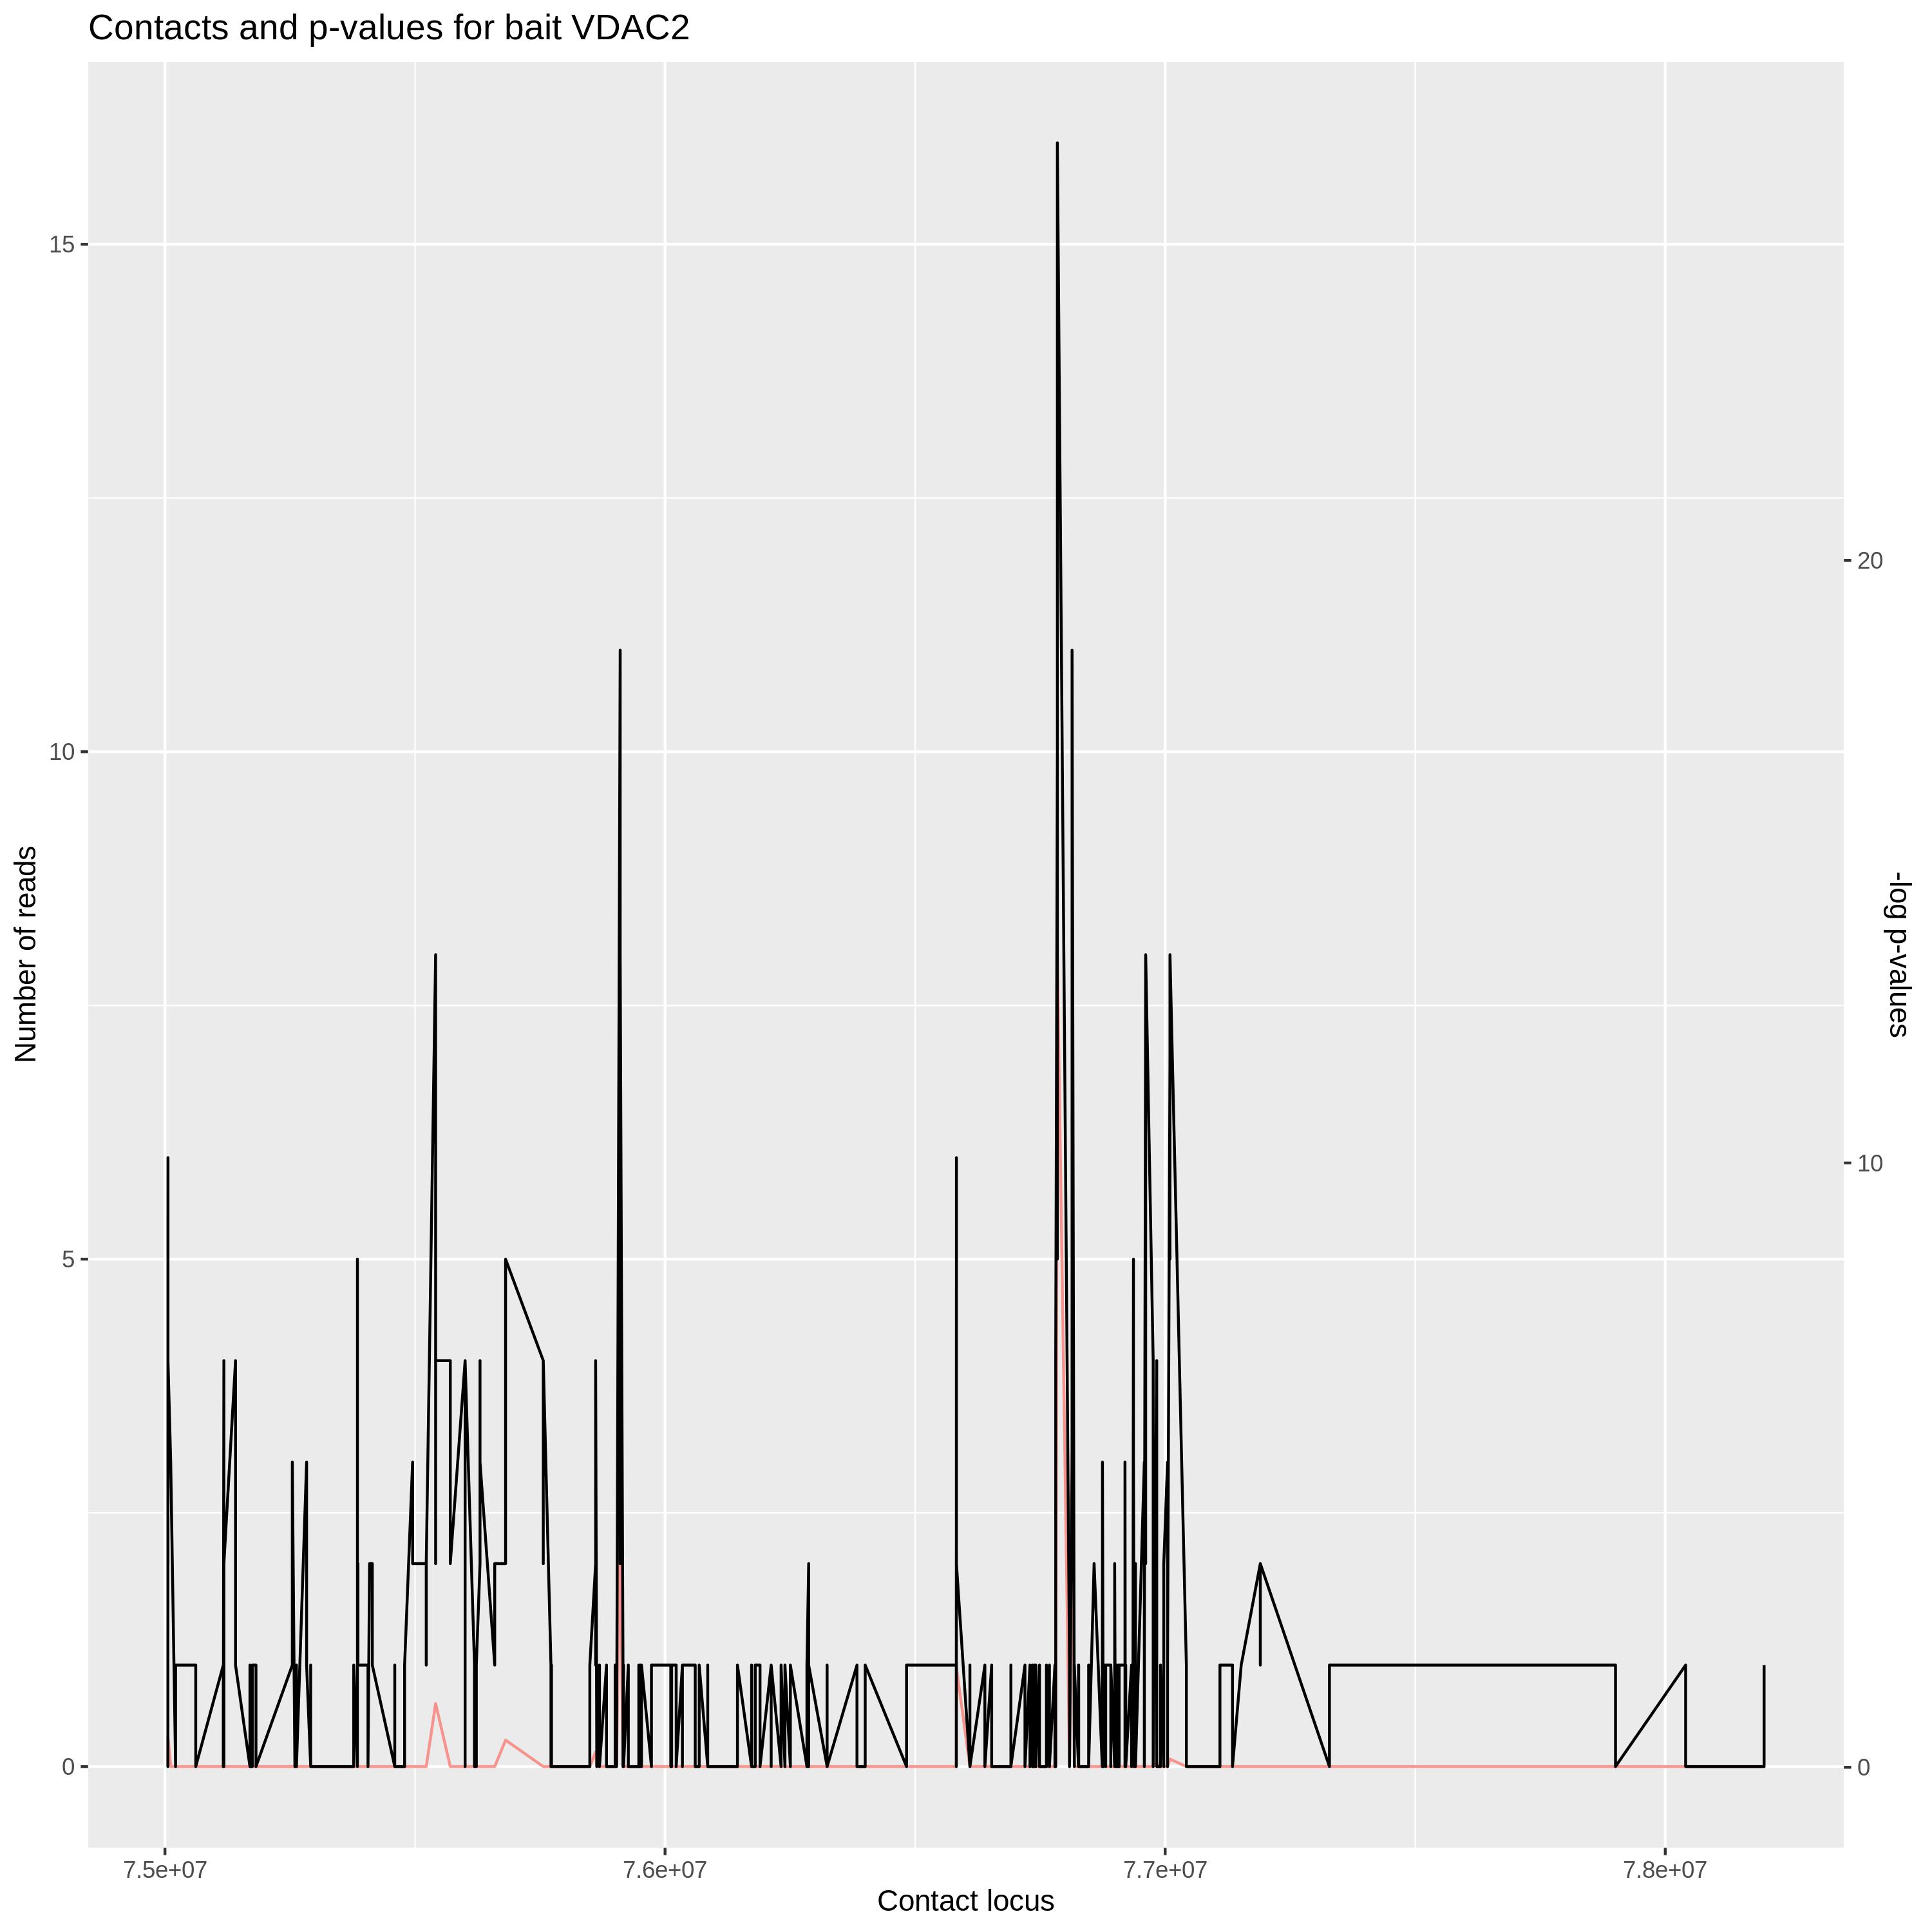 Contacts and p-values for bait VDAC2
15
10
5
0
Number of reads
20
10
0
-log p-values
7.5e+07 7.6e+07 7.7e+07 7.8e+07
Contact locus